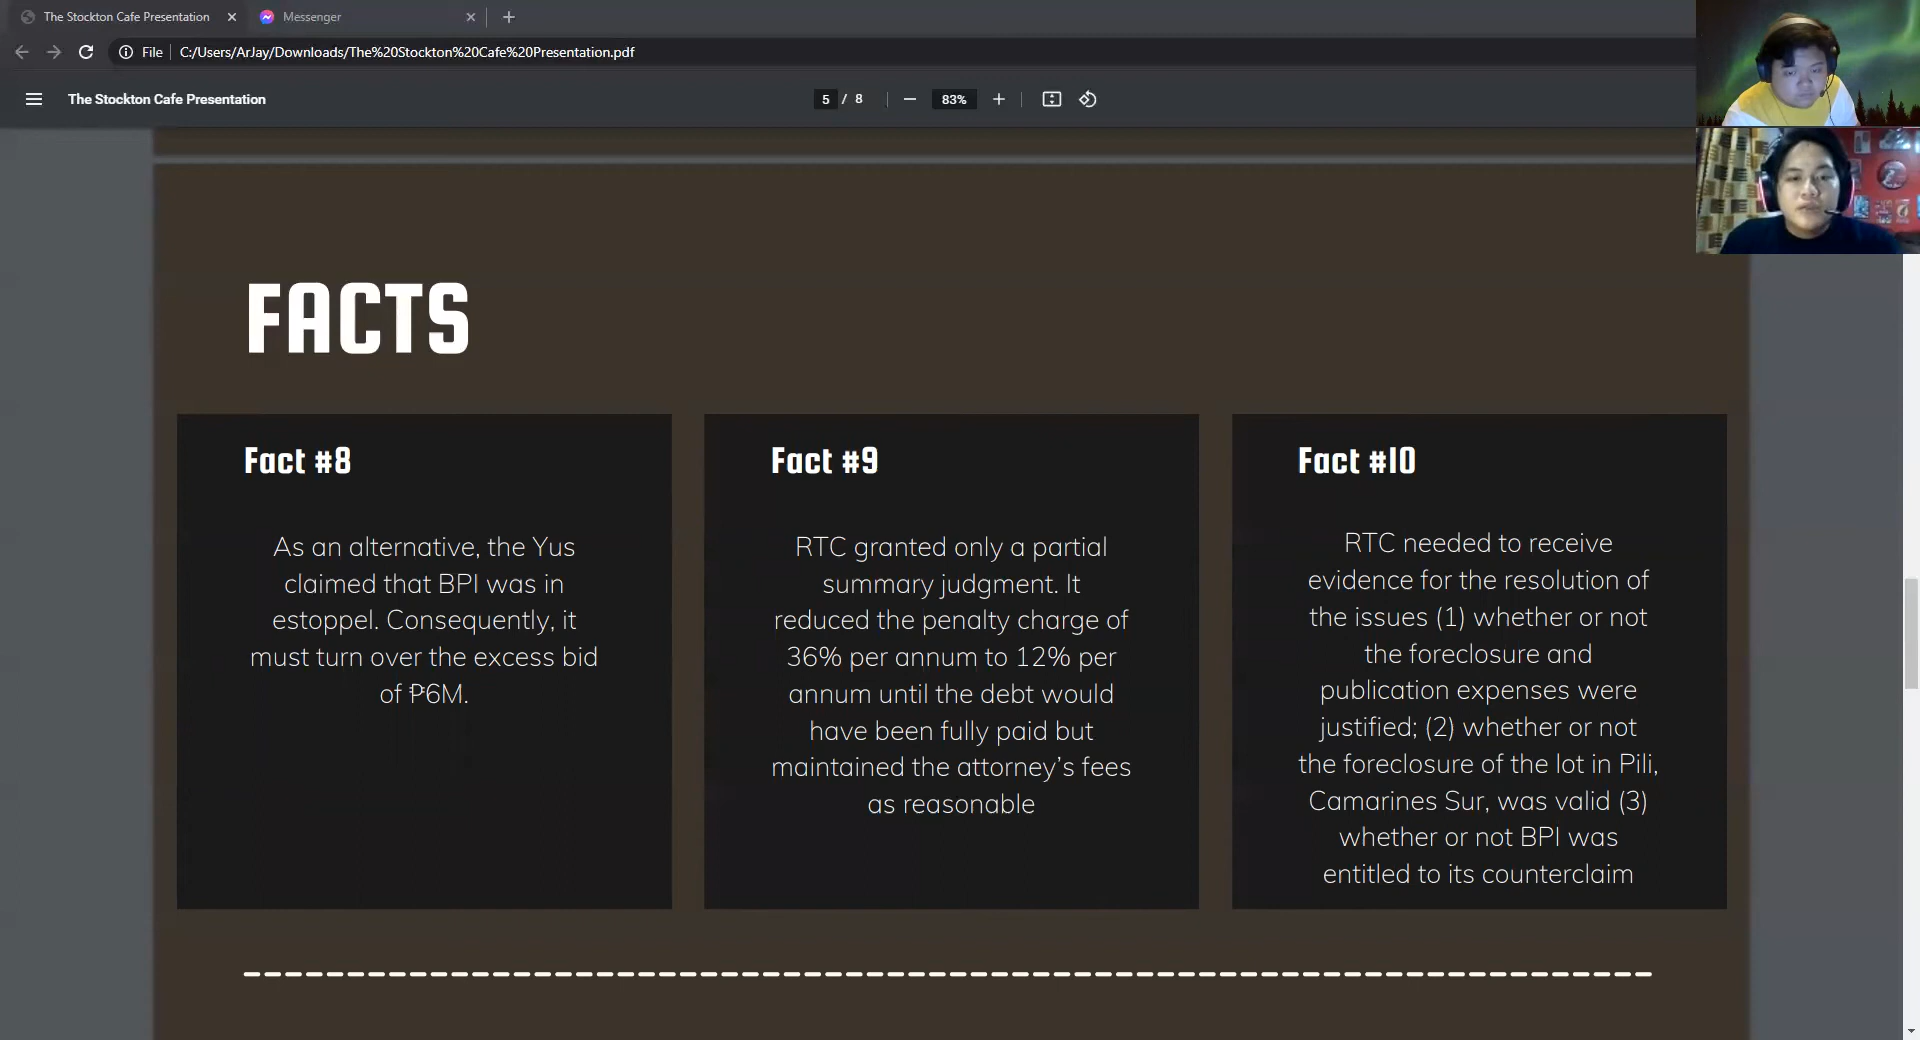 The Stockton Cafe Presentation
Messenger
File
C:/Users/ArJay/Downloads/The%20Stockton%20Cafe%20Presentation.pdf
The Stockton Cafe Presentation
5 / 8
83%
FACTS
Fact #8
As an alternative, the Yus
claimed that BPI was in
estoppel. Consequently, it
must turn over the excess bid
of ₱6M.
Fact #9
RTC granted only a partial
summary judgment. It
reduced the penalty charge of
36% per annum to 12% per
annum until the debt would
have been fully paid but
maintained the attorney’s fees
as reasonable
Fact #10
RTC needed to receive
evidence for the resolution of
the issues (1) whether or not
the foreclosure and
publication expenses were
justified; (2) whether or not
the foreclosure of the lot in Pili,
Camarines Sur, was valid (3)
whether or not BPI was
entitled to its counterclaim